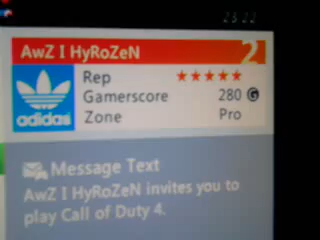 23:22
AwZ I HyRoZeN 2
adidas
Rep
Gamerscore 280 G
Zone Pro
Message Text
AwZ I HyRoZeN invites you to
play Call of Duty 4.